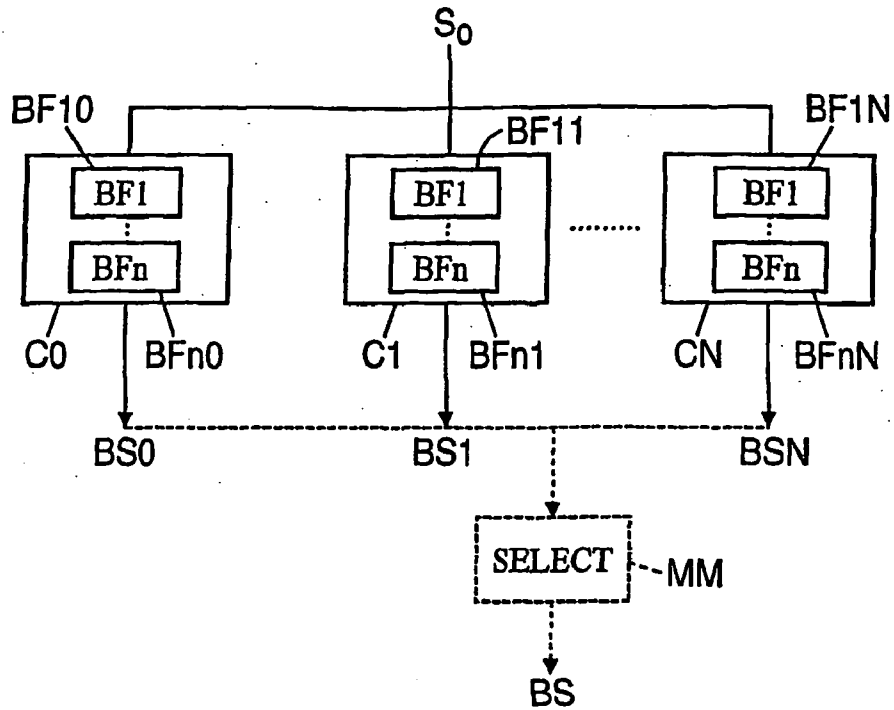 S0
BF10
BF11
BF1N
BF1
BF1
BF1
BFn
BFn
BFn
C0
BFn0
C1
BFn1
CN
BFnN
BS0
BS1
BSN
SELECT
MM
BS